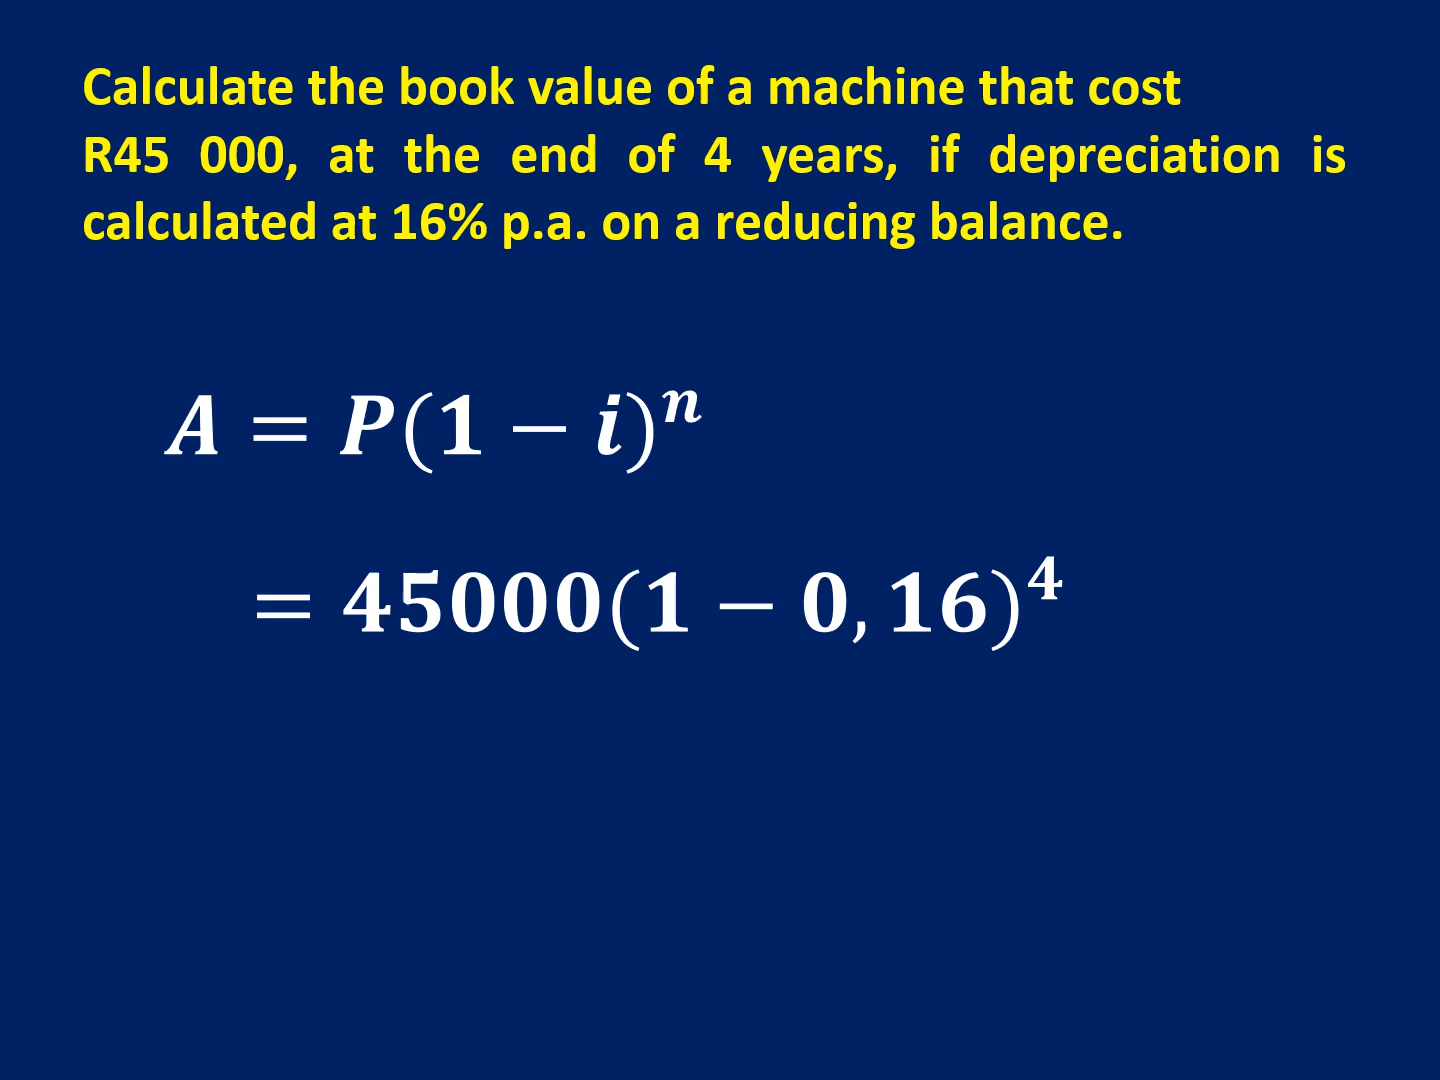 Calculate the book value of a machine that cost
R45 000, at the end of 4 years, if depreciation is
calculated at 16% p.a. on a reducing balance.
A = P(1 − i)ⁿ
= 45000(1 − 0,16)⁴